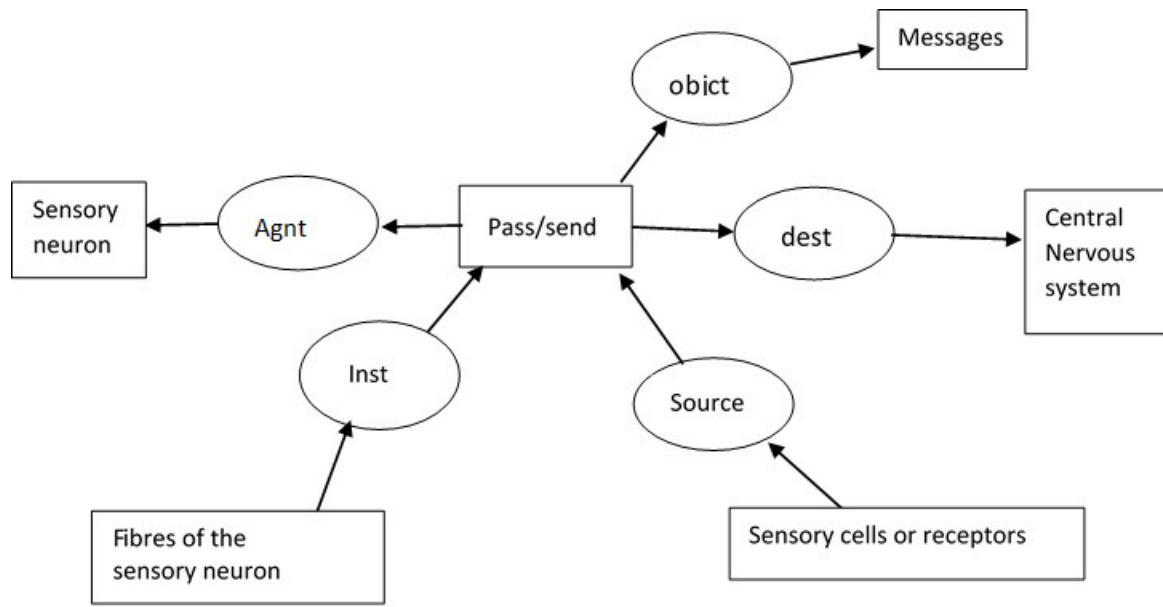 Messages
obict
Sensory
neuron
Agnt
Pass/send
dest
Central
Nervous
system
Inst
Source
Fibres of the
sensory neuron
Sensory cells or receptors